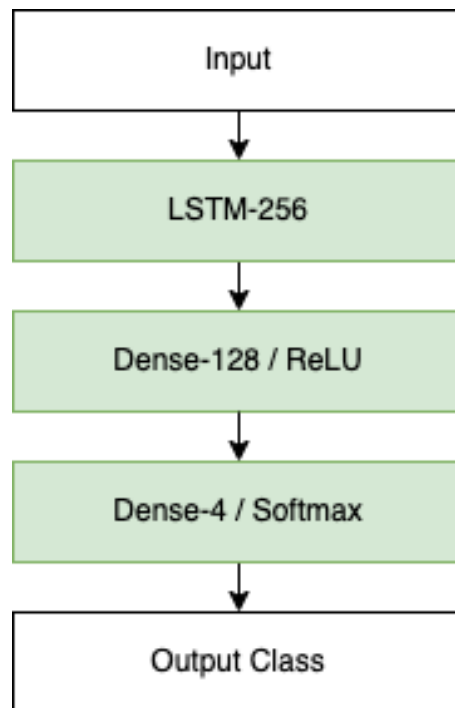 Input
LSTM-256
Dense-128 / ReLU
Dense-4 / Softmax
Output Class